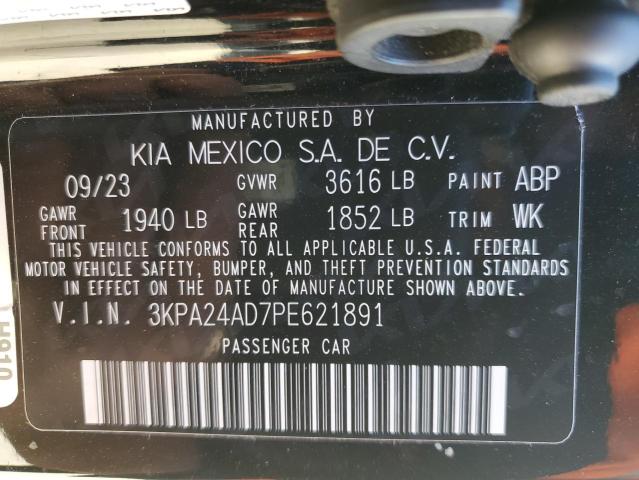 MANUFACTURED BY
KIA MEXICO S.A. DE C.V.
09/23 GVWR 3616 LB PAINT ABP
GAWR FRONT 1940 LB GAWR REAR 1852 LB TRIM WK
THIS VEHICLE CONFORMS TO ALL APPLICABLE U.S.A. FEDERAL
MOTOR VEHICLE SAFETY, BUMPER, AND THEFT PREVENTION STANDARDS
IN EFFECT ON THE DATE OF MANUFACTURE SHOWN ABOVE.
V.I.N. 3KPA24AD7PE621891
PASSENGER CAR
H910